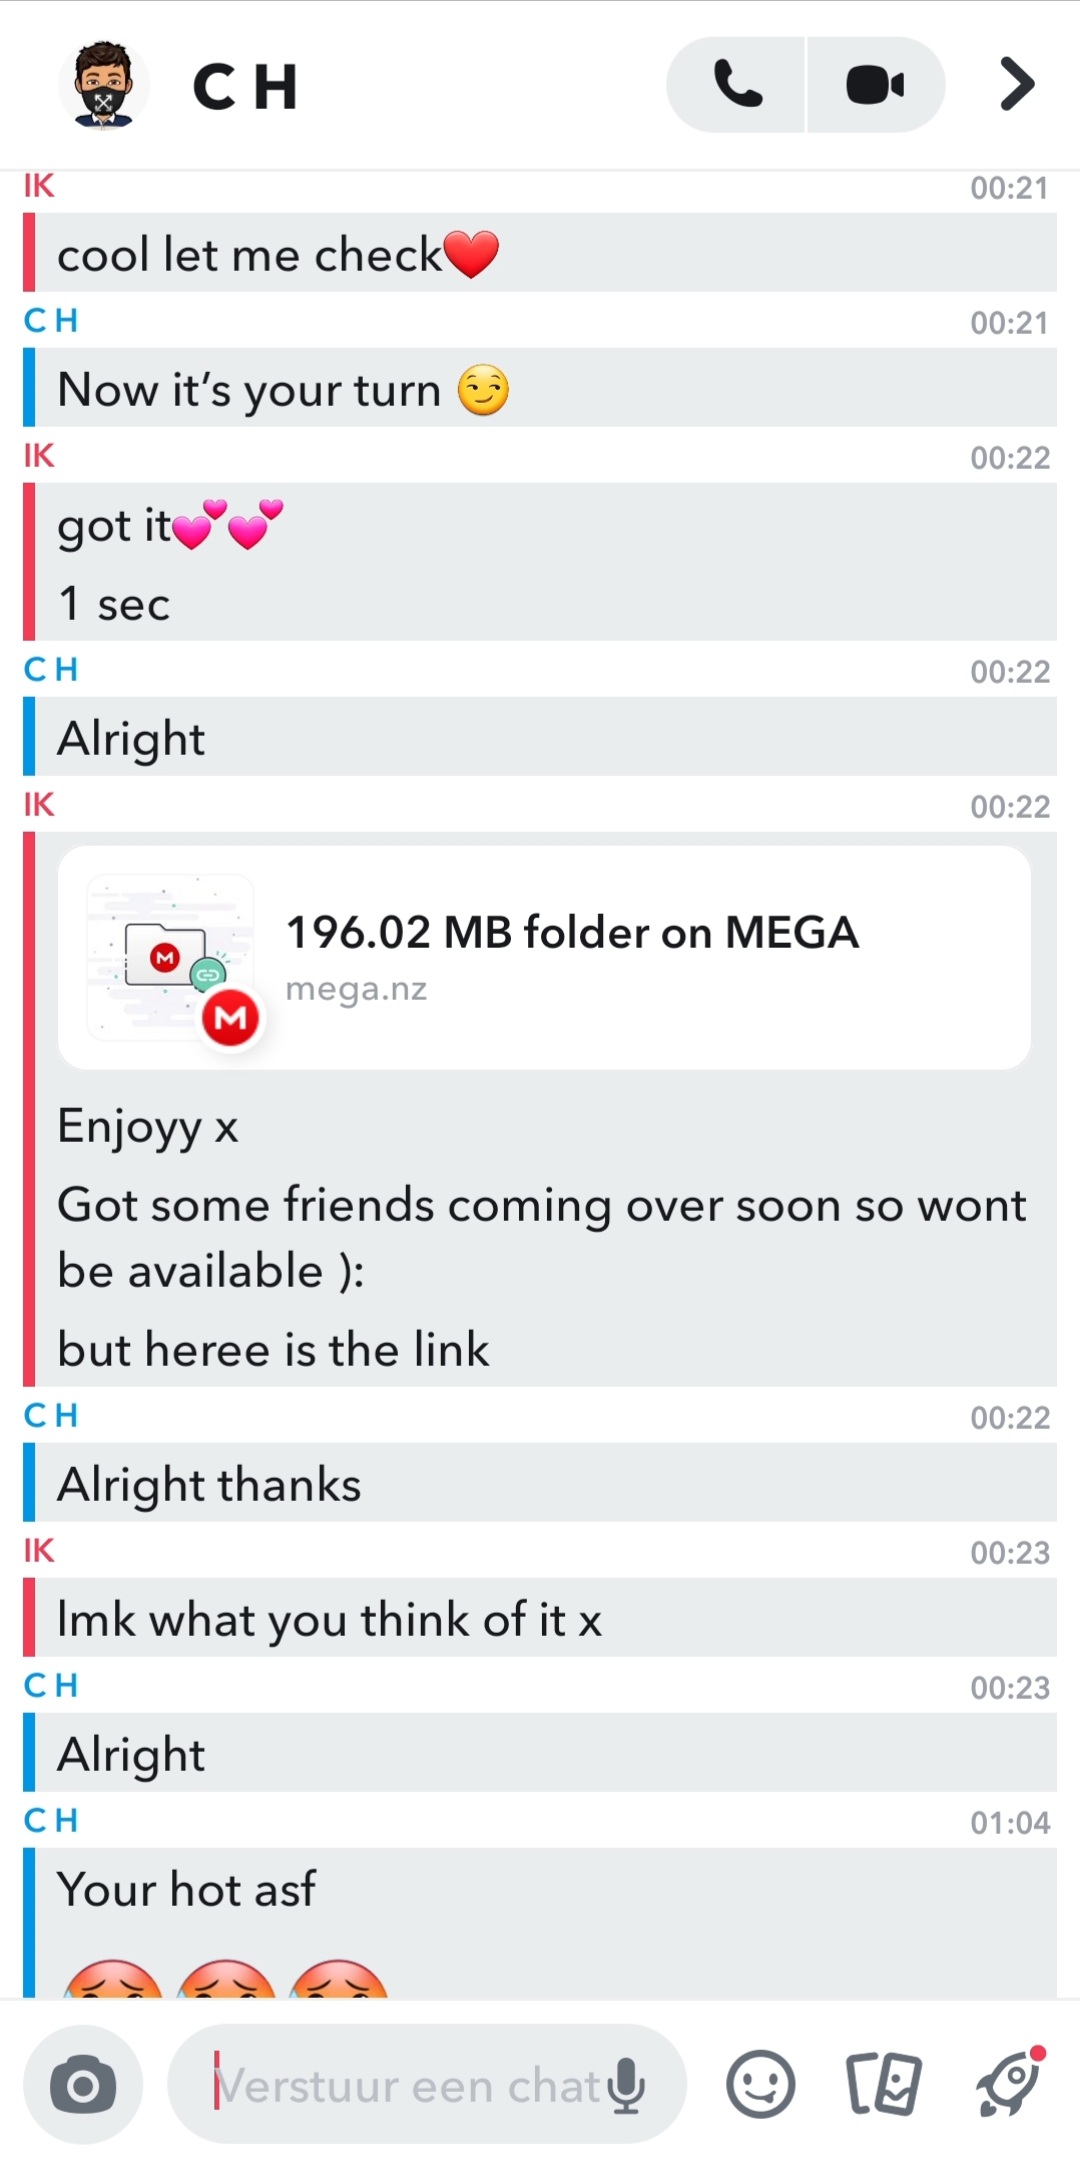 C H
IK 00:21
cool let me check❤️
C H 00:21
Now it's your turn 😏
IK 00:22
got it💕💕
1 sec
C H 00:22
Alright
IK 00:22
196.02 MB folder on MEGA
mega.nz
Enjoyy x
Got some friends coming over soon so wont
be available ):
but heree is the link
C H 00:22
Alright thanks
IK 00:23
lmk what you think of it x
C H 00:23
Alright
C H 01:04
Your hot asf
🥵🥵🥵
Verstuur een chat